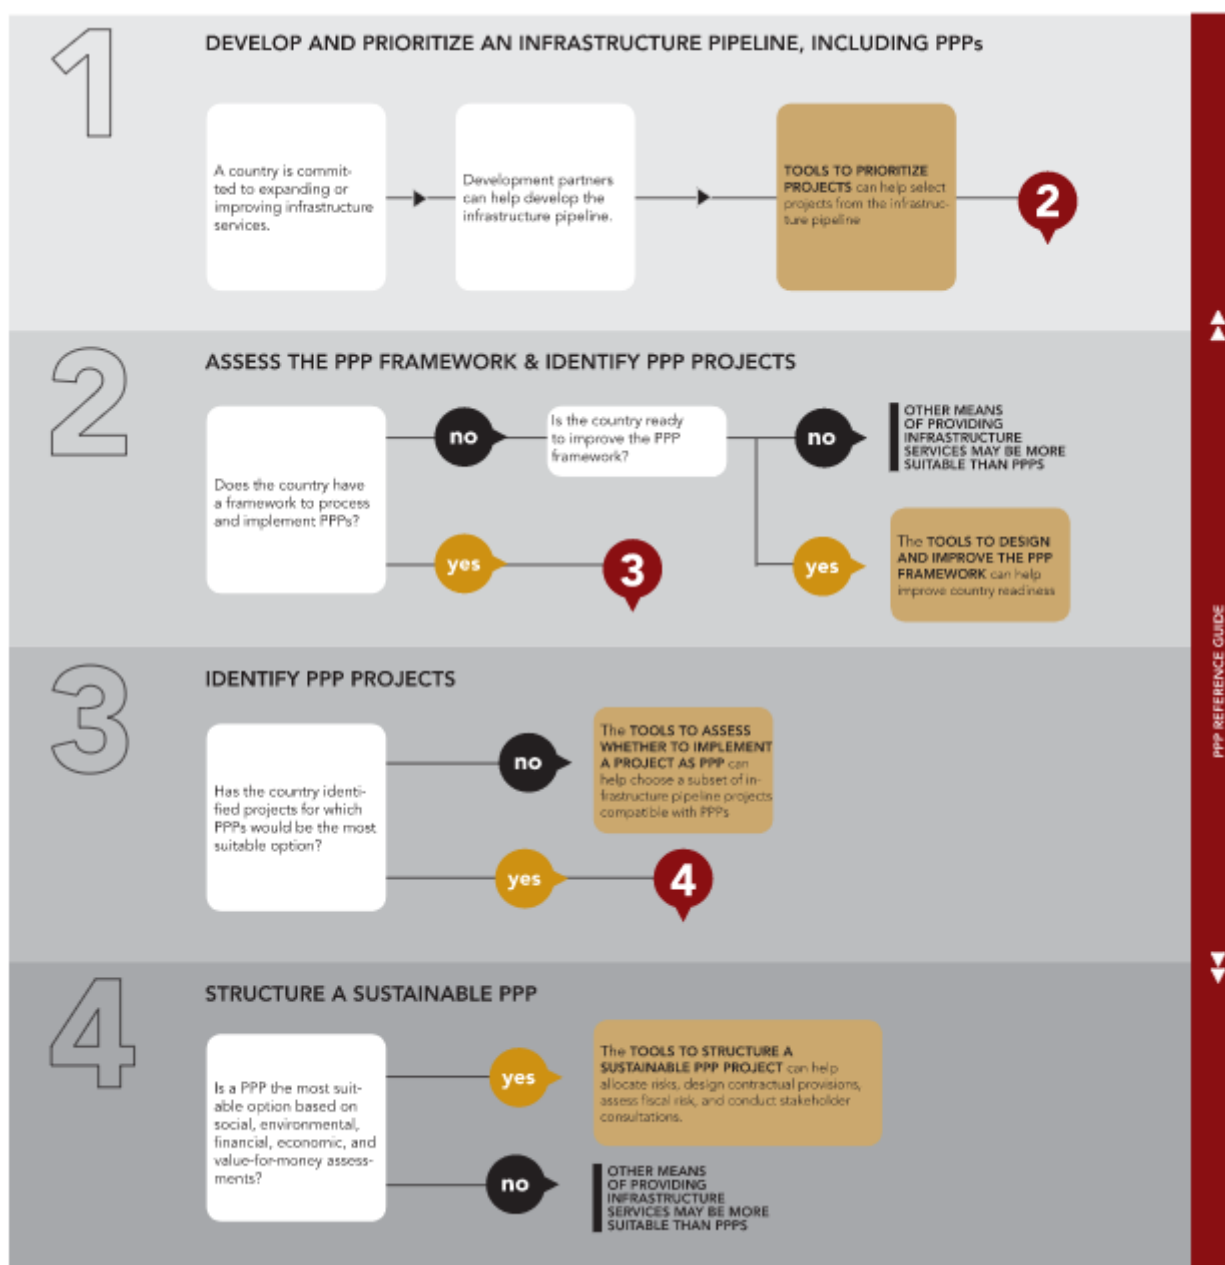 1
DEVELOP AND PRIORITIZE AN INFRASTRUCTURE PIPELINE, INCLUDING PPPs
A country is commit-
ted to expanding or
improving infrastructure
services.
Development partners
can help develop the
infrastructure pipeline.
TOOLS TO PRIORITIZE
PROJECTS can help select
projects from the infrastruc-
ture pipeline
2
2
ASSESS THE PPP FRAMEWORK & IDENTIFY PPP PROJECTS
Does the country have
a framework to process
and implement PPPs?
no
Is the country ready
to improve the PPP
framework?
no
OTHER MEANS
OF PROVIDING
INFRASTRUCTURE
SERVICES MAY BE MORE
SUITABLE THAN PPPS
yes
3
yes
The TOOLS TO DESIGN
AND IMPROVE THE PPP
FRAMEWORK can help
improve country readiness
3
IDENTIFY PPP PROJECTS
Has the country identi-
fied projects for which
PPPs would be the most
suitable option?
no
The TOOLS TO ASSESS
WHETHER TO IMPLEMENT
A PROJECT AS PPP can
help choose a subset of in-
frastructure pipeline projects
compatible with PPPs
yes
4
4
STRUCTURE A SUSTAINABLE PPP
Is a PPP the most suit-
able option based on
social, environmental,
financial, economic, and
value-for-money assess-
ments?
yes
The TOOLS TO STRUCTURE A
SUSTAINABLE PPP PROJECT can help
allocate risks, design contractual provisions,
assess fiscal risk, and conduct stakeholder
consultations.
no
OTHER MEANS
OF PROVIDING
INFRASTRUCTURE
SERVICES MAY BE MORE
SUITABLE THAN PPPS
PPP REFERENCE GUIDE